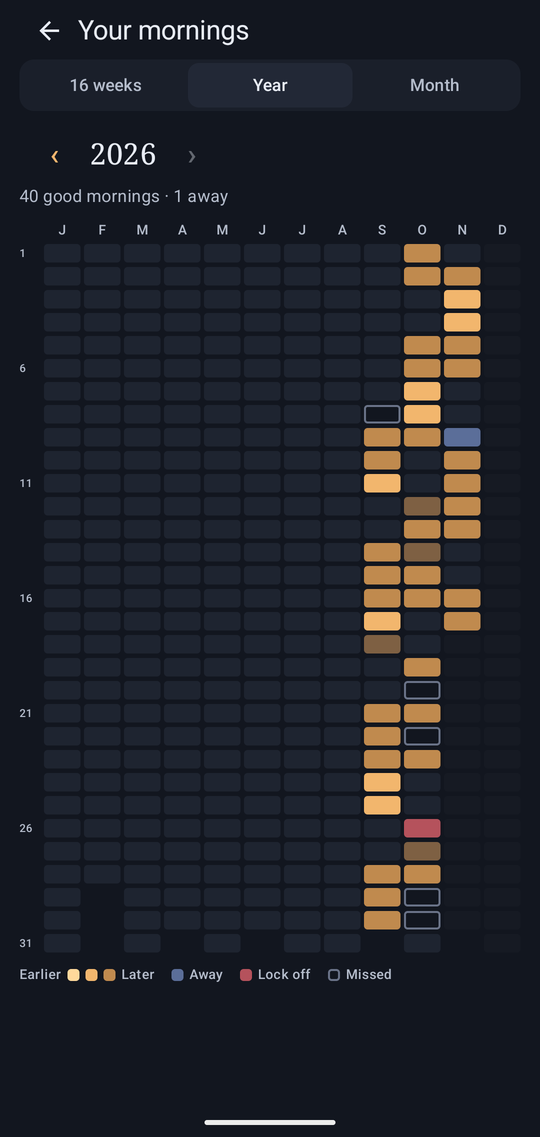 Your mornings
16 weeks Year Month
‹ 2026 ›
40 good mornings · 1 away
J F M A M J J A S O N D
1
6
11
16
21
26
31
Earlier Later Away Lock off Missed